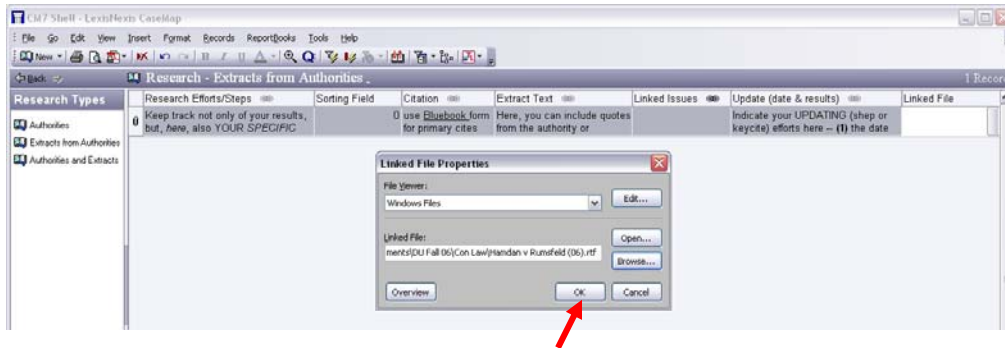 CM7 Shell - LexisNexis CaseMap
File Go Edit View Insert Format Records ReportBooks Tools Help
New
Back Research - Extracts from Authorities 1 Recor
Research Types
Authorities
Extracts from Authorities
Authorities and Extracts
Research Efforts/Steps Sorting Field Citation Extract Text Linked Issues Update (date & results) Linked File
0 Keep track not only of your results, 0 use Bluebook form Here, you can include quotes Indicate your UPDATING (shep or
but, here, also YOUR SPECIFIC for primary cites from the authority or keycite) efforts here -- (1) the date
Linked File Properties
File Viewer:
Windows Files Edit...
Linked File: Open...
ments\DU Fall 06\Con Law\Hamdan v Rumsfeld (06).rtf Browse...
Overview OK Cancel